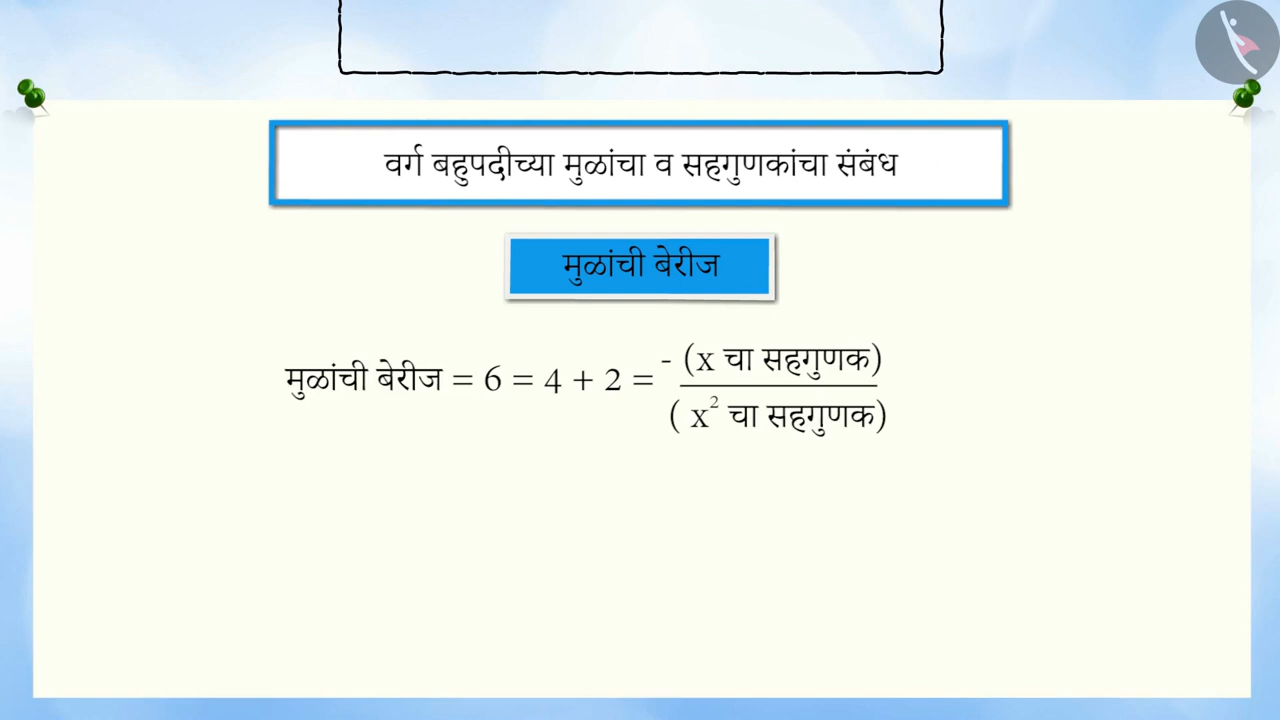 वर्ग बहुपदीच्या मुळांचा व सहगुणकांचा संबंध
मुळांची बेरीज
मुळांची बेरीज = 6 = 4 + 2 = - (x चा सहगुणक) / ( x² चा सहगुणक)